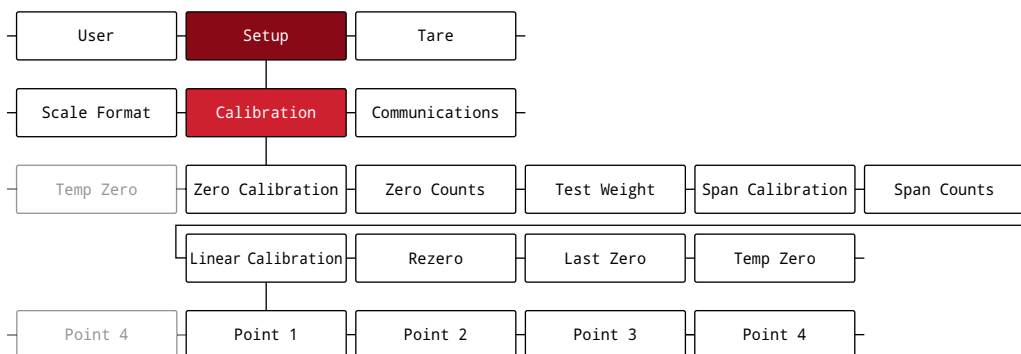 User Setup Tare
Scale Format Calibration Communications
Temp Zero Zero Calibration Zero Counts Test Weight Span Calibration Span Counts
Linear Calibration Rezero Last Zero Temp Zero
Point 4 Point 1 Point 2 Point 3 Point 4